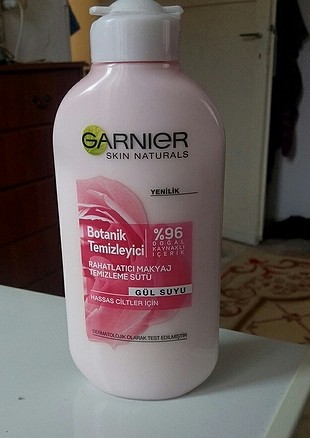 GARNIER
SKIN NATURALS
YENİLİK
Botanik
Temizleyici
%96
DOĞAL
KAYNAKLI
İÇERİK
RAHATLATICI MAKYAJ
TEMİZLEME SÜTÜ
GÜL SUYU
HASSAS CİLTLER İÇİN
DERMATOLOJİK OLARAK TEST EDİLMİŞTİR